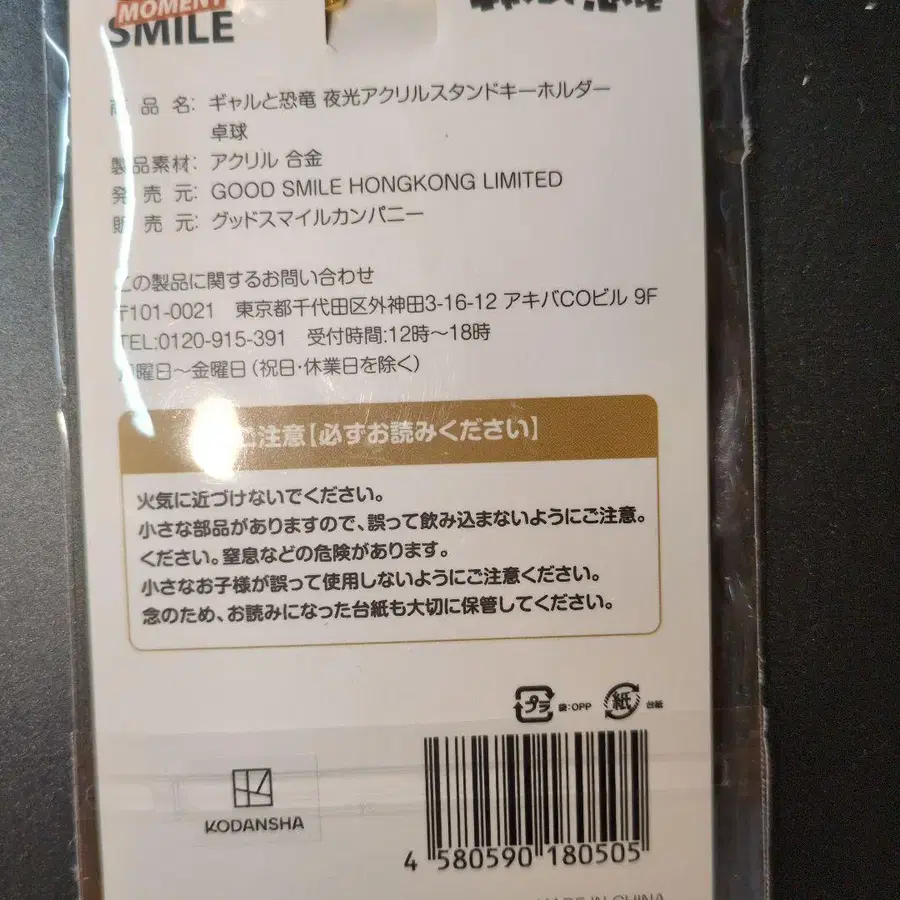 MOMENT
SMILE
商品名: ギャルと恐竜 夜光アクリルスタンドキーホルダー
卓球
製品素材: アクリル 合金
発売元: GOOD SMILE HONGKONG LIMITED
販売元: グッドスマイルカンパニー
この製品に関するお問い合わせ
〒101-0021 東京都千代田区外神田3-16-12 アキバCOビル 9F
TEL:0120-915-391 受付時間:12時〜18時
月曜日〜金曜日(祝日・休業日を除く)
ご注意【必ずお読みください】
火気に近づけないでください。
小さな部品がありますので、誤って飲み込まないようにご注意。
ください。窒息などの危険があります。
小さなお子様が誤って使用しないようにご注意ください。
念のため、お読みになった台紙も大切に保管してください。
プラ 袋:OPP 紙 台紙
KODANSHA
4 580590 180505
MADE IN CHINA